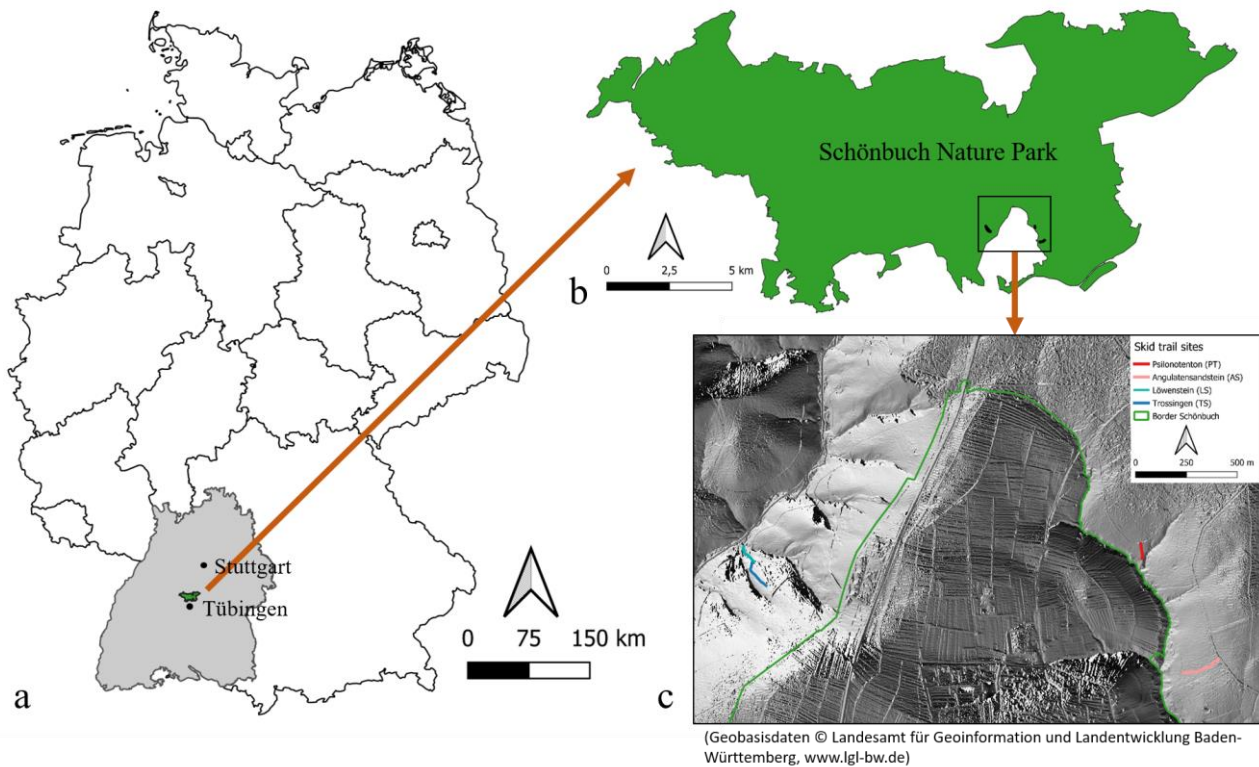 Stuttgart
Tübingen
0 75 150 km
a
Schönbuch Nature Park
0 2,5 5 km
b
Skid trail sites
Psilonotenton (PT)
Angulatensandstein (AS)
Löwenstein (LS)
Trossingen (TS)
Border Schönbuch
0 250 500 m
c
(Geobasisdaten © Landesamt für Geoinformation und Landentwicklung Baden-
Württemberg, www.lgl-bw.de)